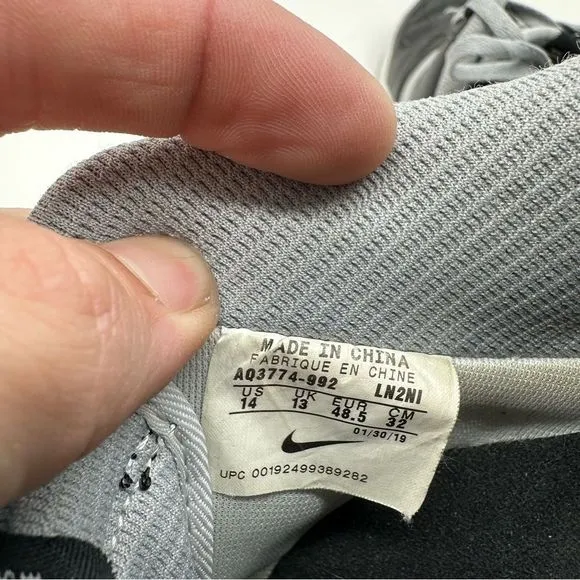 MADE IN CHINA
FABRIQUE EN CHINE
AQ3774-992 LN2NI
US UK EUR CM
14 13 48.5 32
01/30/19
UPC 00192499389282